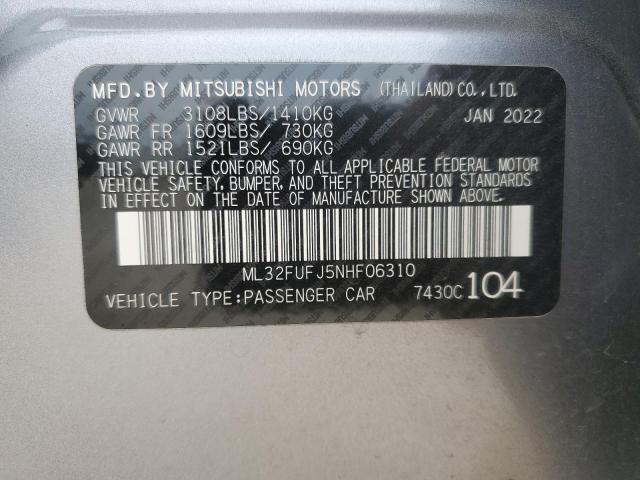 MFD.BY MITSUBISHI MOTORS (THAILAND) CO.,LTD.
GVWR 3108LBS/1410KG JAN 2022
GAWR FR 1609LBS/ 730KG
GAWR RR 1521LBS/ 690KG
THIS VEHICLE CONFORMS TO ALL APPLICABLE FEDERAL MOTOR
VEHICLE SAFETY, BUMPER, AND THEFT PREVENTION STANDARDS
IN EFFECT ON THE DATE OF MANUFACTURE SHOWN ABOVE.
ML32FUFJ5NHF06310
VEHICLE TYPE:PASSENGER CAR 7430C 104